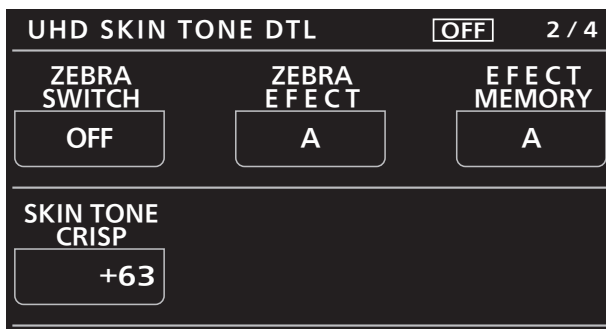 UHD SKIN TONE DTL OFF 2/4
ZEBRA SWITCH
OFF
ZEBRA EFECT
A
EFECT MEMORY
A
SKIN TONE CRISP
+63